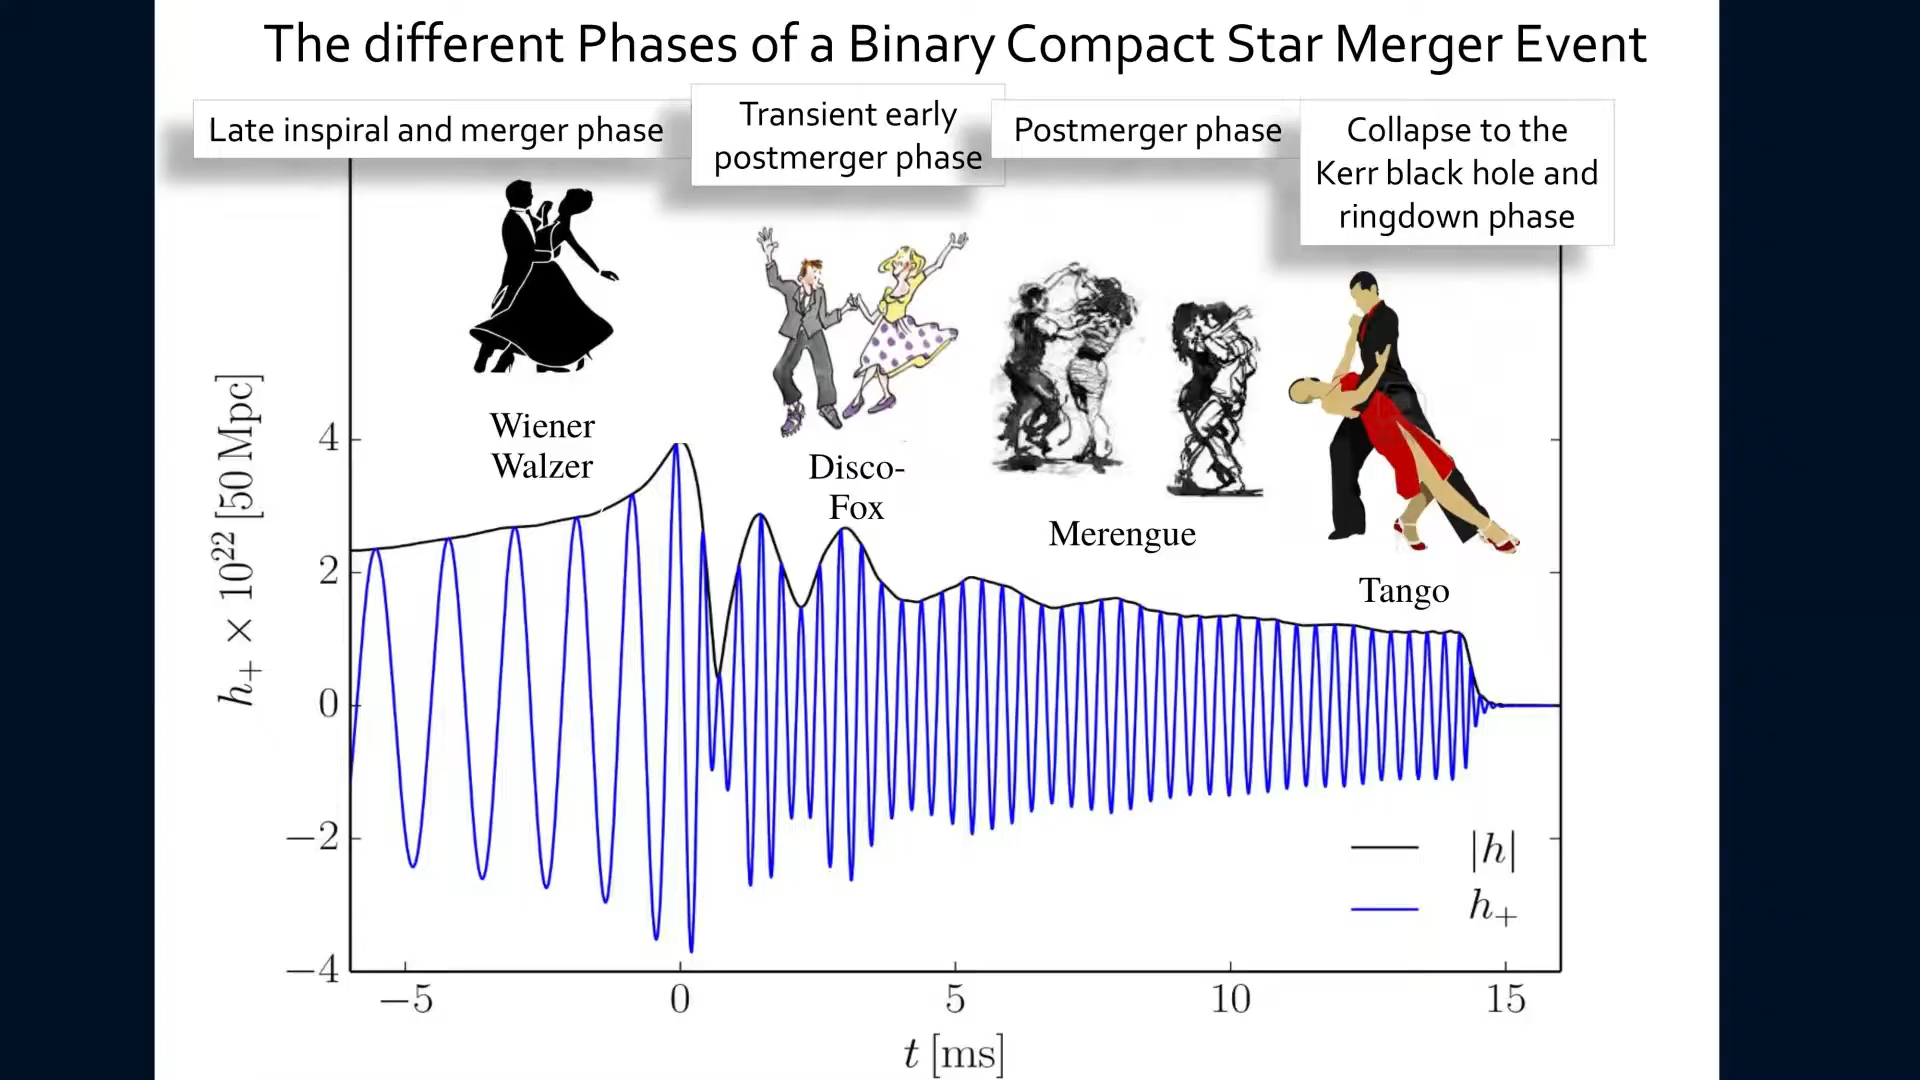 The different Phases of a Binary Compact Star Merger Event
Late inspiral and merger phase
Transient early
postmerger phase
Postmerger phase
Collapse to the
Kerr black hole and
ringdown phase
Wiener
Walzer
Disco-
Fox
Merengue
Tango
h₊ × 10²² [50 Mpc]
4
2
0
−2
−4
|h|
h₊
−5
0
5
10
15
t [ms]